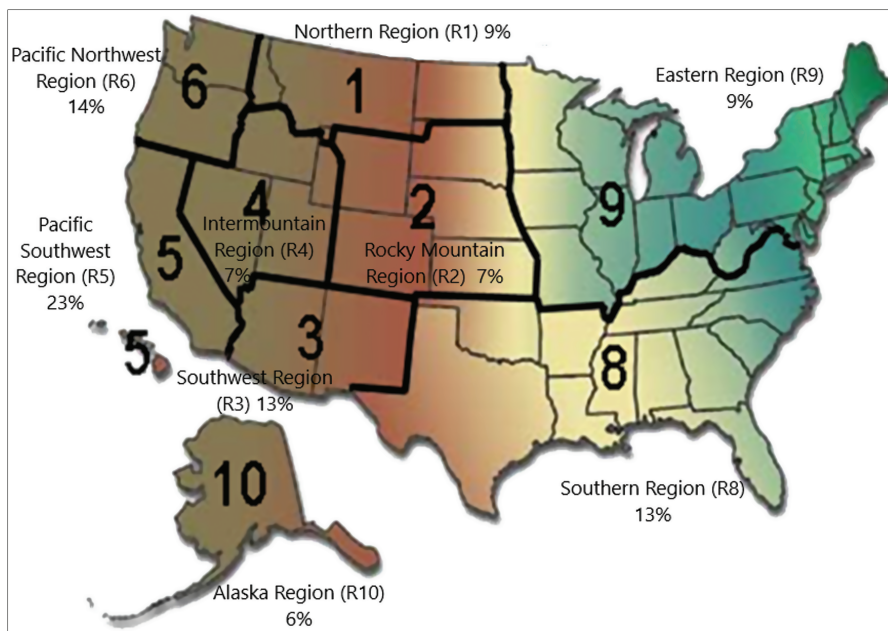 Northern Region (R1) 9%
Pacific Northwest
Region (R6)
14%
6
1
Eastern Region (R9)
9%
4
2
9
Pacific
Southwest
Region (R5)
23%
5
Intermountain
Region (R4)
7%
Rocky Mountain
Region (R2) 7%
3
5
8
Southwest Region
(R3) 13%
10
Southern Region (R8)
13%
Alaska Region (R10)
6%